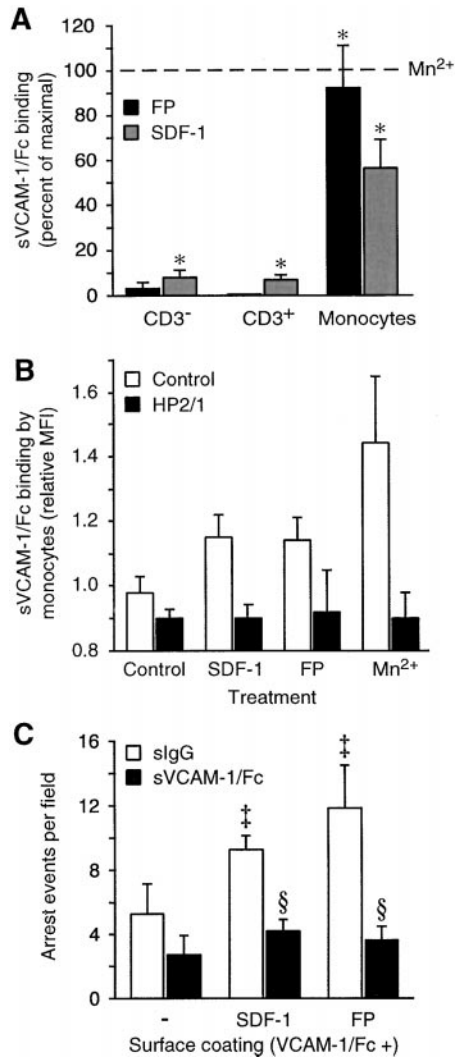 A
sVCAM-1/Fc binding
(percent of maximal)
120
100
80
60
40
20
0
Mn²⁺
FP
SDF-1
*
*
*
*
CD3⁻
CD3⁺
Monocytes
B
sVCAM-1/Fc binding by
monocytes (relative MFI)
1.6
1.4
1.2
1.0
0.8
Control
HP2/1
Control
SDF-1
FP
Mn²⁺
Treatment
C
Arrest events per field
16
12
8
4
0
sIgG
sVCAM-1/Fc
‡
‡
§
§
-
SDF-1
FP
Surface coating (VCAM-1/Fc +)